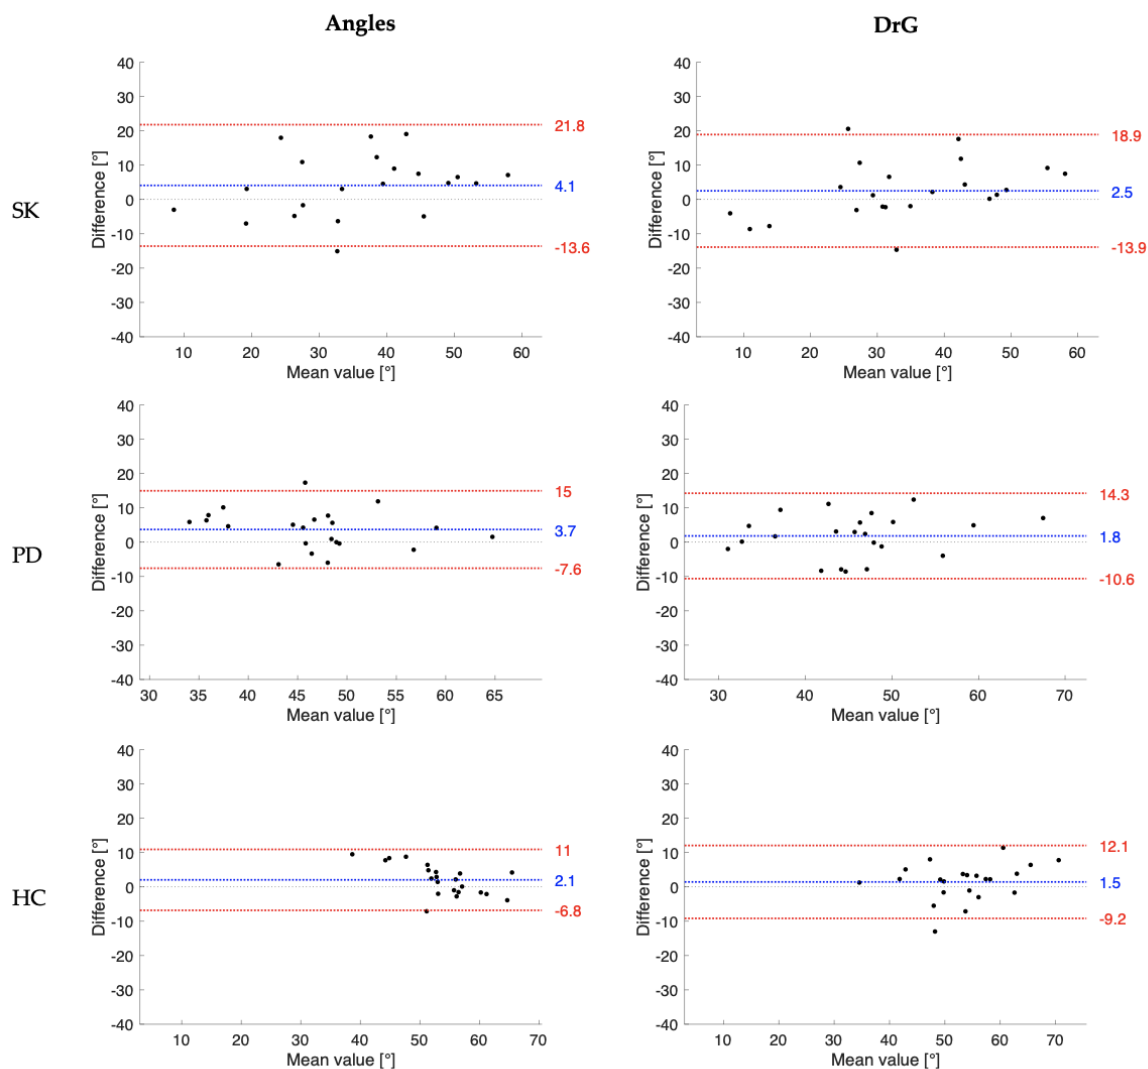 Angles DrG
SK
40 30 20 10 0 -10 -20 -30 -40
Difference [°]
21.8
4.1
-13.6
10 20 30 40 50 60
Mean value [°]
40 30 20 10 0 -10 -20 -30 -40
Difference [°]
18.9
2.5
-13.9
10 20 30 40 50 60
Mean value [°]
PD
40 30 20 10 0 -10 -20 -30 -40
Difference [°]
15
3.7
-7.6
30 35 40 45 50 55 60 65
Mean value [°]
40 30 20 10 0 -10 -20 -30 -40
Difference [°]
14.3
1.8
-10.6
30 40 50 60 70
Mean value [°]
HC
40 30 20 10 0 -10 -20 -30 -40
Difference [°]
11
2.1
-6.8
10 20 30 40 50 60 70
Mean value [°]
40 30 20 10 0 -10 -20 -30 -40
Difference [°]
12.1
1.5
-9.2
10 20 30 40 50 60 70
Mean value [°]